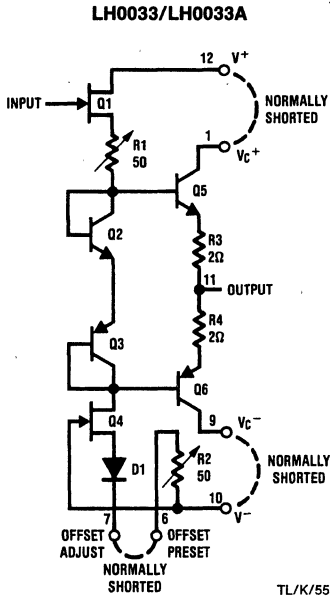 LH0033/LH0033A
12 V+
INPUT Q1
NORMALLY
SHORTED
R1
50
1
VC+
Q5
Q2
R3
2Ω
11 OUTPUT
R4
2Ω
Q3
Q6
9 VC-
Q4
NORMALLY
SHORTED
D1
R2
50
10
V-
7 6
OFFSET OFFSET
ADJUST PRESET
NORMALLY
SHORTED
TL/K/55